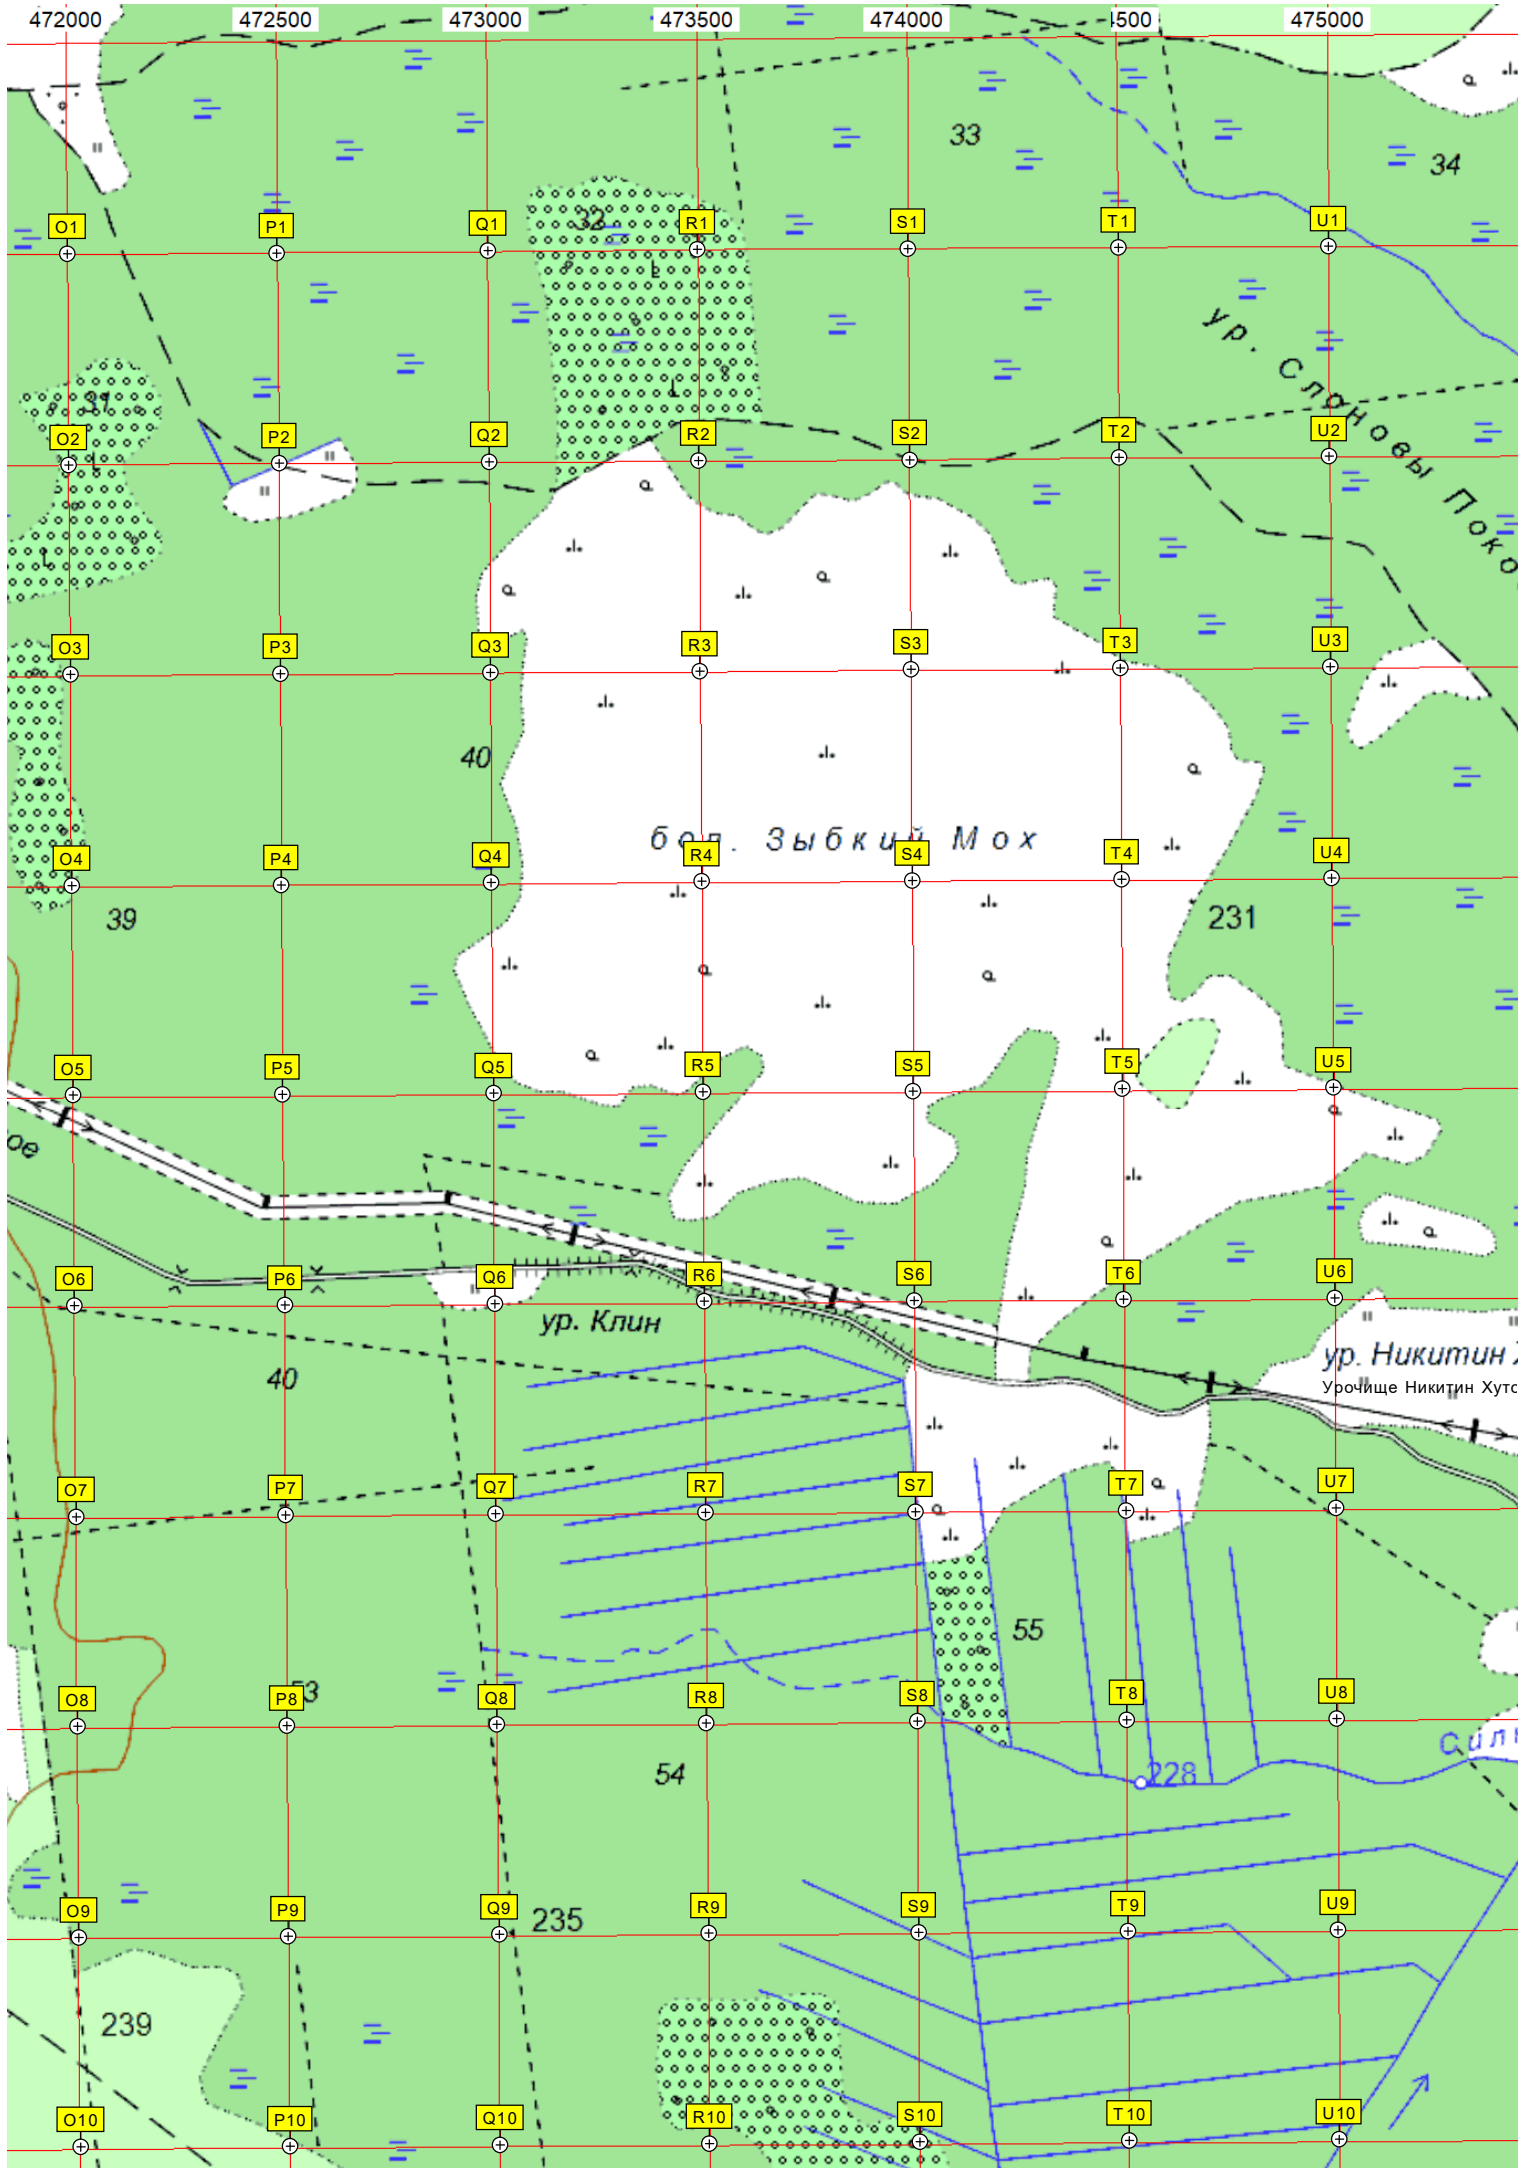 472000 472500 473000 473500 474000 4500 475000
33
34
32
O1 P1 Q1 R1 S1 T1 U1
ур. Слоновы Поко
31
O2 P2 Q2 R2 S2 T2 U2
O3 P3 Q3 R3 S3 T3 U3
40
бол. Зыбкий Мох
O4 P4 Q4 R4 S4 T4 U4
39
231
O5 P5 Q5 R5 S5 T5 U5
ое
O6 P6 Q6 R6 S6 T6 U6
ур. Клин
ур. Никитин
40
Урочище Никитин Хуто
O7 P7 Q7 R7 S7 T7 U7
55
53
O8 P8 Q8 R8 S8 T8 U8
54
228
O9 P9 Q9 R9 S9 T9 U9
235
239
O10 P10 Q10 R10 S10 T10 U10